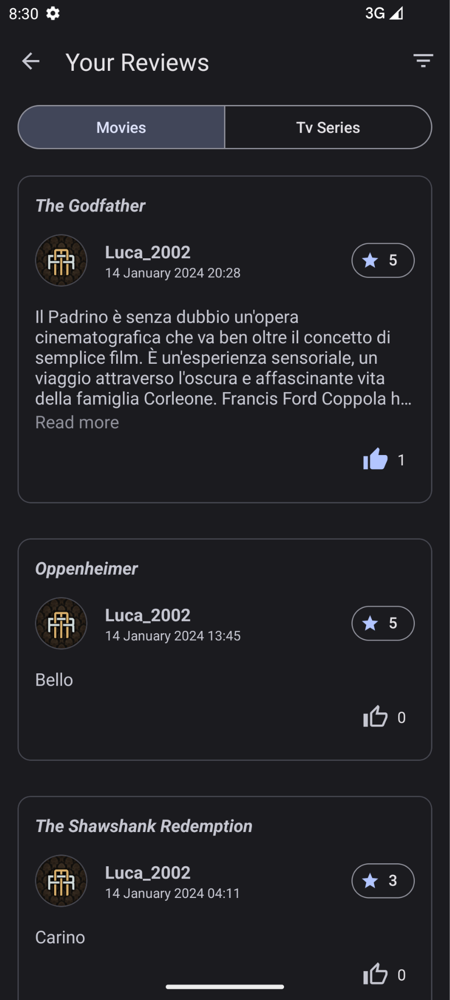 8:30
3G
Your Reviews
Movies
Tv Series
The Godfather
Luca_2002
14 January 2024 20:28
5
Il Padrino è senza dubbio un'opera
cinematografica che va ben oltre il concetto di
semplice film. È un'esperienza sensoriale, un
viaggio attraverso l'oscura e affascinante vita
della famiglia Corleone. Francis Ford Coppola h…
Read more
1
Oppenheimer
Luca_2002
14 January 2024 13:45
5
Bello
0
The Shawshank Redemption
Luca_2002
14 January 2024 04:11
3
Carino
0